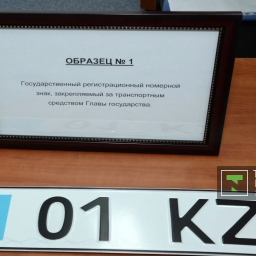 ОБРАЗЕЦ № 1
Государственный регистрационный номерной
знак, закрепляемый за транспортным
средством Главы государства.
01 KZ